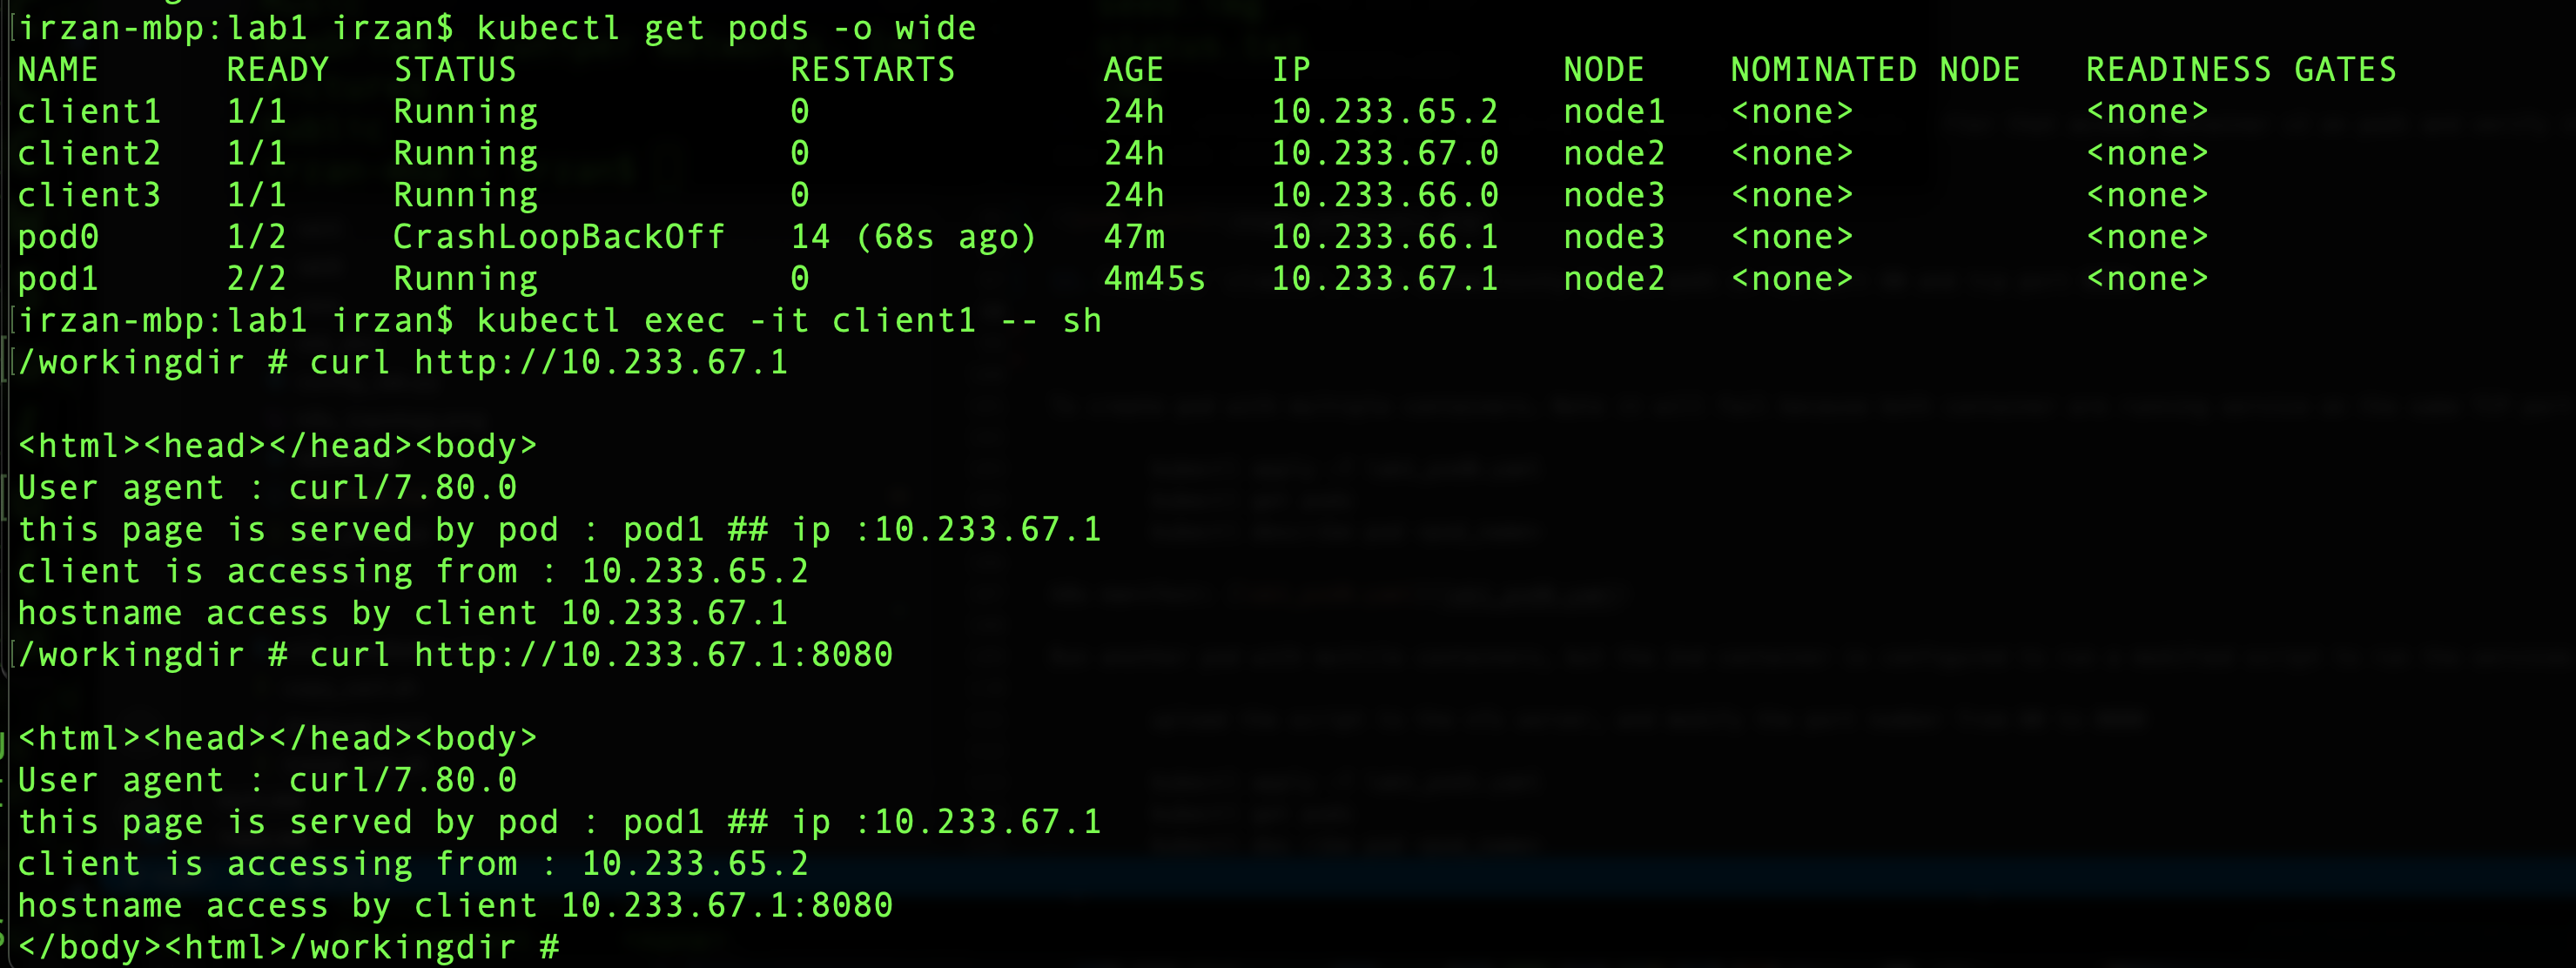 irzan-mbp:lab1 irzan$ kubectl get pods -o wide
NAME READY STATUS RESTARTS AGE IP NODE NOMINATED NODE READINESS GATES
client1 1/1 Running 0 24h 10.233.65.2 node1 <none> <none>
client2 1/1 Running 0 24h 10.233.67.0 node2 <none> <none>
client3 1/1 Running 0 24h 10.233.66.0 node3 <none> <none>
pod0 1/2 CrashLoopBackOff 14 (68s ago) 47m 10.233.66.1 node3 <none> <none>
pod1 2/2 Running 0 4m45s 10.233.67.1 node2 <none> <none>
irzan-mbp:lab1 irzan$ kubectl exec -it client1 -- sh
/workingdir # curl http://10.233.67.1
<html><head></head><body>
User agent : curl/7.80.0
this page is served by pod : pod1 ## ip :10.233.67.1
client is accessing from : 10.233.65.2
hostname access by client 10.233.67.1
/workingdir # curl http://10.233.67.1:8080
<html><head></head><body>
User agent : curl/7.80.0
this page is served by pod : pod1 ## ip :10.233.67.1
client is accessing from : 10.233.65.2
hostname access by client 10.233.67.1:8080
</body><html>/workingdir #